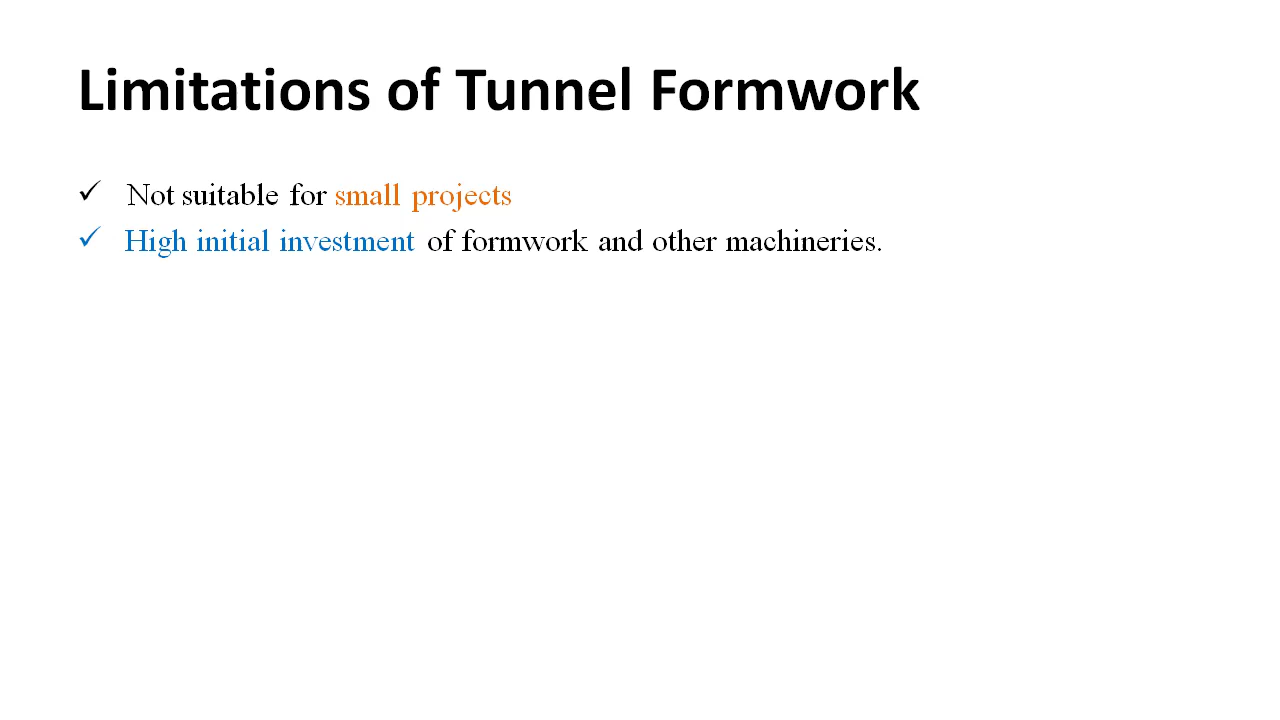 Limitations of Tunnel Formwork
✓ Not suitable for small projects
✓ High initial investment of formwork and other machineries.